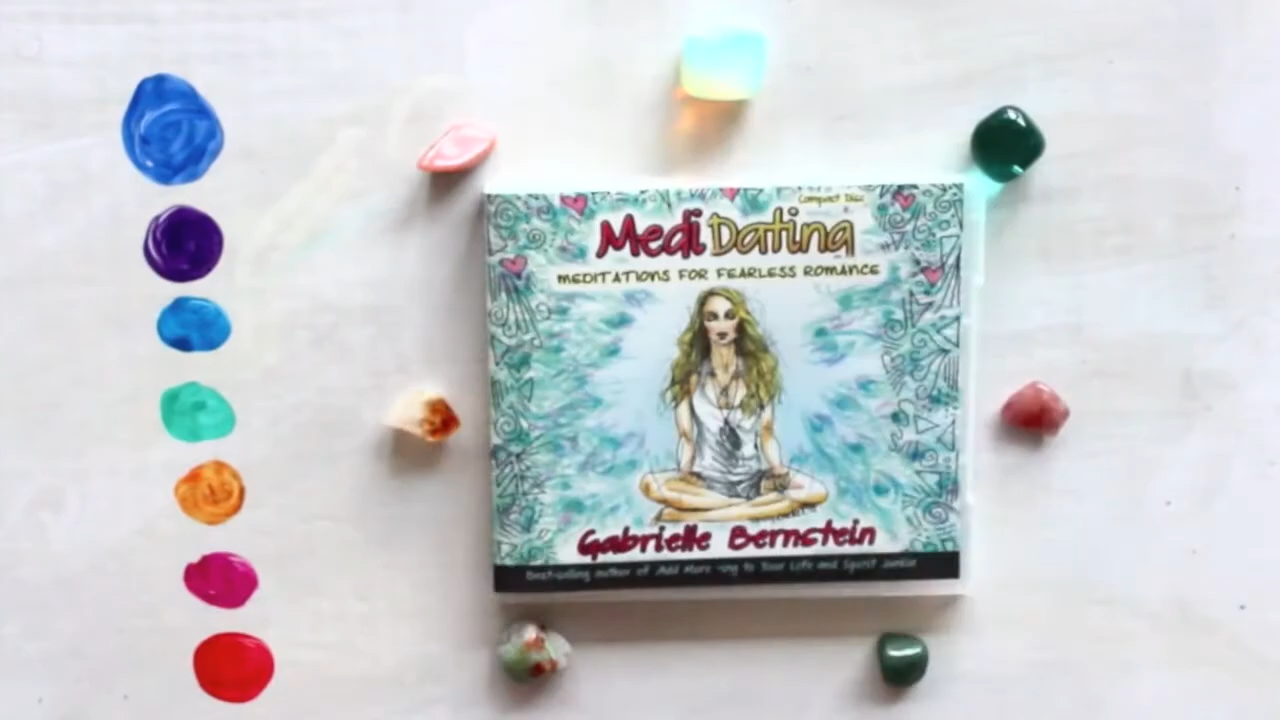 Compact Disc
MediDating
MEDITATIONS FOR FEARLESS ROMANCE
Gabrielle Bernstein
Best-selling author of Add More -ing to Your Life and Spirit Junkie